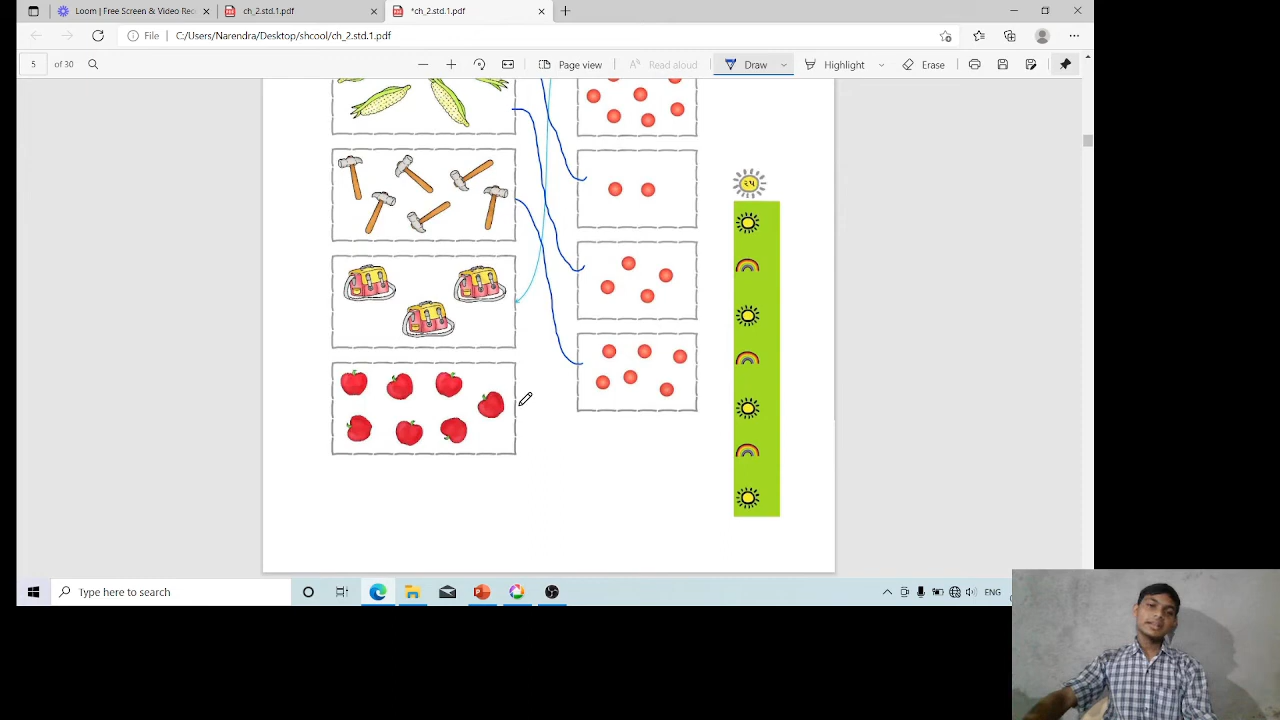 Loom | Free Screen & Video Rec
ch_2.std.1.pdf
*ch_2.std.1.pdf
File
C:/Users/Narendra/Desktop/shcool/ch_2.std.1.pdf
5 of 30
Page view
Read aloud
Draw
Highlight
Erase
૨૫
Type here to search
ENG